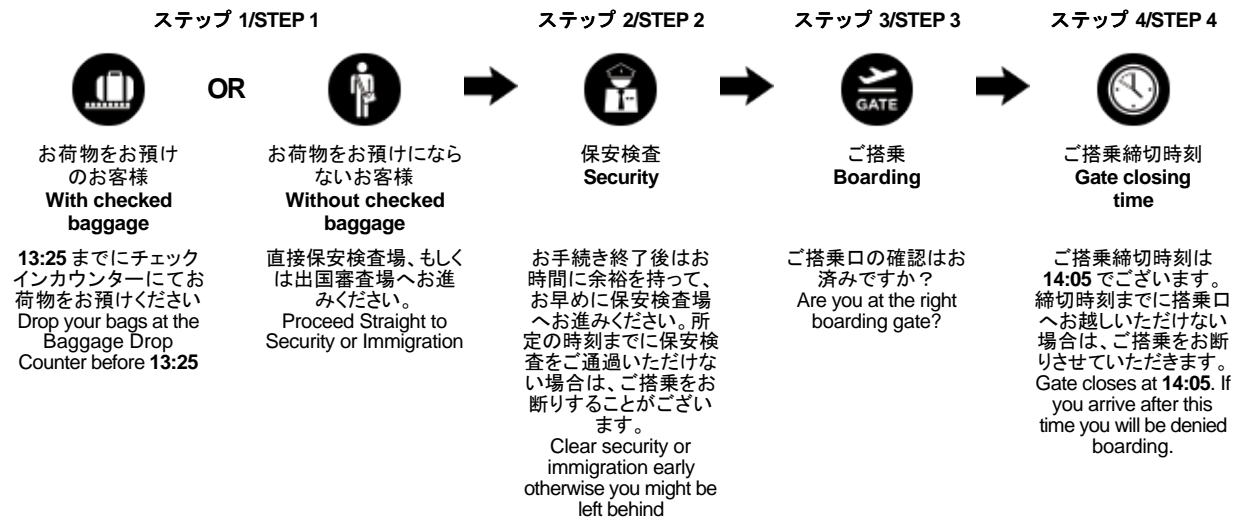 ステップ 1/STEP 1
ステップ 2/STEP 2
ステップ 3/STEP 3
ステップ 4/STEP 4
OR
GATE
お荷物をお預け
のお客様
With checked
baggage
お荷物をお預けになら
ないお客様
Without checked
baggage
保安検査
Security
ご搭乗
Boarding
ご搭乗締切時刻
Gate closing
time
13:25 までにチェック
インカウンターにてお
荷物をお預けください
Drop your bags at the
Baggage Drop
Counter before 13:25
直接保安検査場、もしく
は出国審査場へお進
みください。
Proceed Straight to
Security or Immigration
お手続き終了後はお
時間に余裕を持って、
お早めに保安検査場
へお進みください。所
定の時刻までに保安検
査をご通過いただけな
い場合は、ご搭乗をお
断りすることがござい
ます。
Clear security or
immigration early
otherwise you might be
left behind
ご搭乗口の確認はお
済みですか？
Are you at the right
boarding gate?
ご搭乗締切時刻は
14:05 でございます。
締切時刻までに搭乗口
へお越しいただけない
場合は、ご搭乗をお断
りさせていただきます。
Gate closes at 14:05. If
you arrive after this
time you will be denied
boarding.